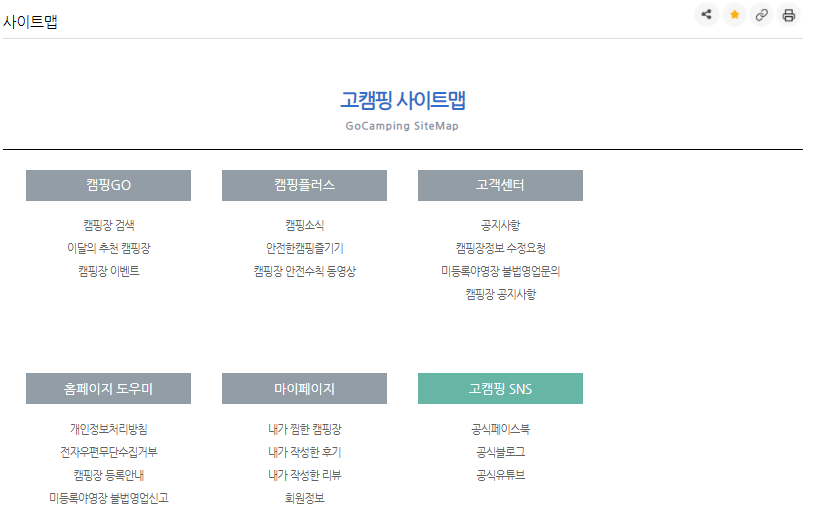 사이트맵
고캠핑 사이트맵
GoCamping SiteMap
캠핑GO
캠핑장 검색
이달의 추천 캠핑장
캠핑장 이벤트
캠핑플러스
캠핑소식
안전한캠핑즐기기
캠핑장 안전수칙 동영상
고객센터
공지사항
캠핑장정보 수정요청
미등록야영장 불법영업문의
캠핑장 공지사항
홈페이지 도우미
개인정보처리방침
전자우편무단수집거부
캠핑장 등록안내
미등록야영장 불법영업신고
마이페이지
내가 찜한 캠핑장
내가 작성한 후기
내가 작성한 리뷰
회원정보
고캠핑 SNS
공식페이스북
공식블로그
공식유튜브